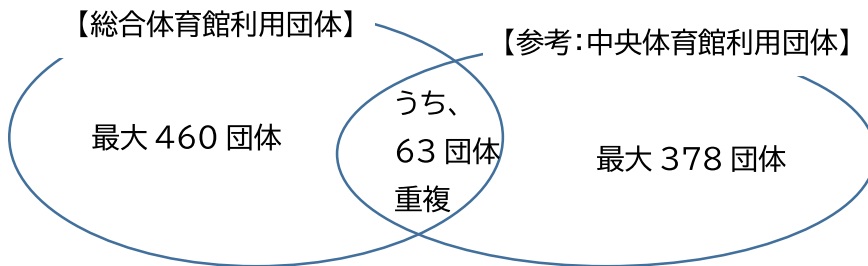 【総合体育館利用団体】
【参考：中央体育館利用団体】
最大 460 団体
うち、
63 団体
重複
最大 378 団体